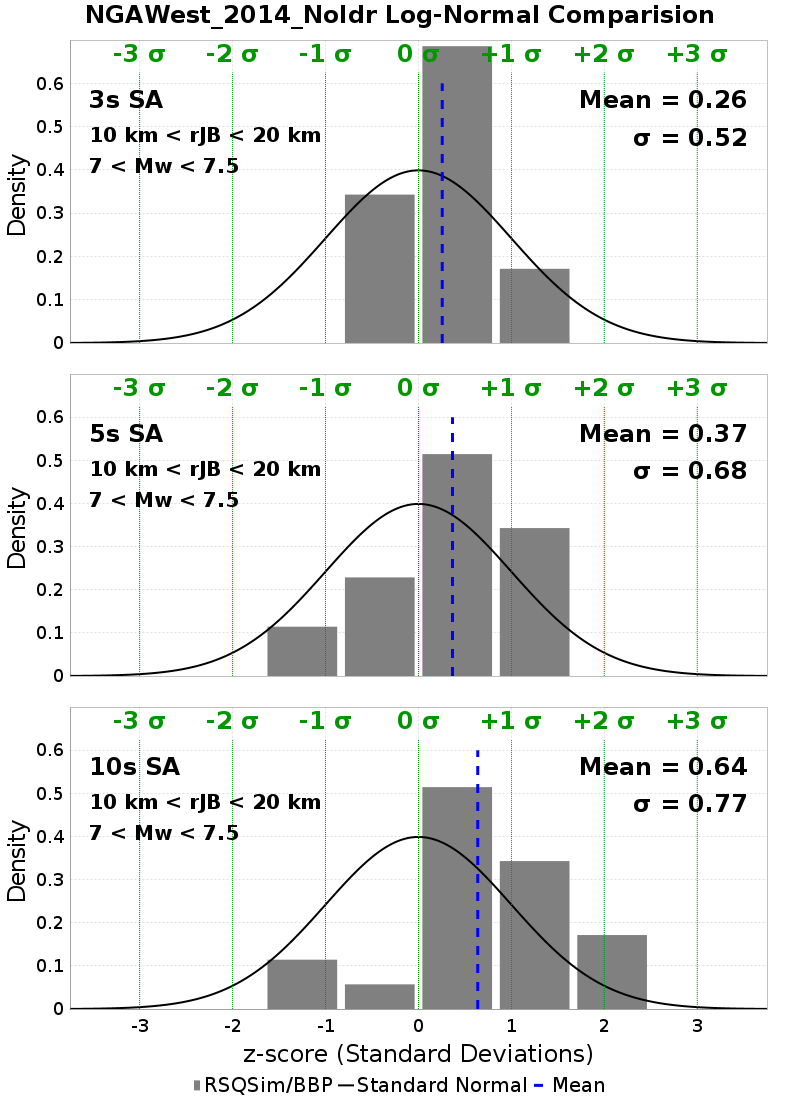 NGAWest_2014_NoIdr Log-Normal Comparision
-3 σ -2 σ -1 σ 0 σ +1 σ +2 σ +3 σ
3s SA
10 km < rJB < 20 km
7 < Mw < 7.5
Mean = 0.26
σ = 0.52
Density
0.6
0.5
0.4
0.3
0.2
0.1
0
-3 σ -2 σ -1 σ 0 σ +1 σ +2 σ +3 σ
5s SA
10 km < rJB < 20 km
7 < Mw < 7.5
Mean = 0.37
σ = 0.68
Density
0.6
0.5
0.4
0.3
0.2
0.1
0
-3 σ -2 σ -1 σ 0 σ +1 σ +2 σ +3 σ
10s SA
10 km < rJB < 20 km
7 < Mw < 7.5
Mean = 0.64
σ = 0.77
Density
0.6
0.5
0.4
0.3
0.2
0.1
0
-3 -2 -1 0 1 2 3
z-score (Standard Deviations)
RSQSim/BBP Standard Normal Mean